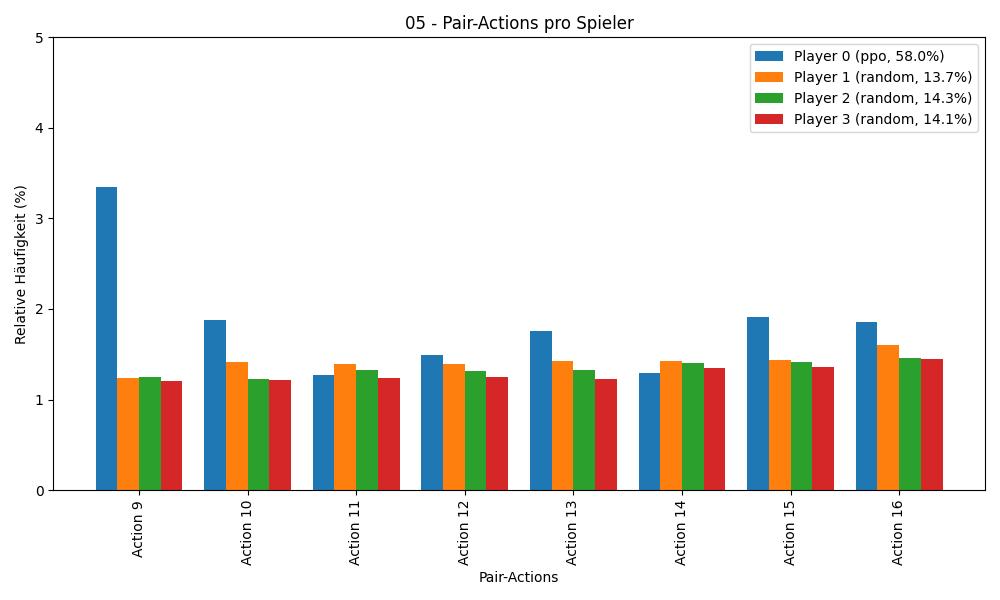 05 - Pair-Actions pro Spieler
Player 0 (ppo, 58.0%)
Player 1 (random, 13.7%)
Player 2 (random, 14.3%)
Player 3 (random, 14.1%)
Relative Häufigkeit (%)
5
4
3
2
1
0
Action 9
Action 10
Action 11
Action 12
Action 13
Action 14
Action 15
Action 16
Pair-Actions